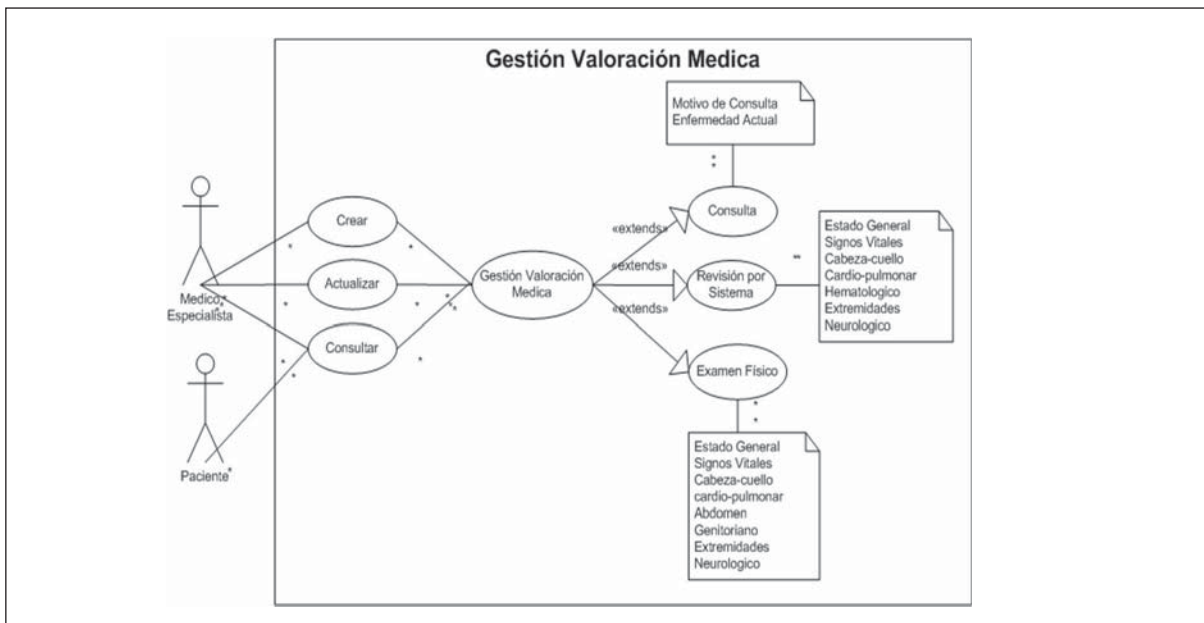 Gestión Valoración Medica
Motivo de Consulta
Enfermedad Actual
*
*
Consulta
Crear
*
*
«extends»
Estado General
Signos Vitales
Cabeza-cuello
Cardio-pulmonar
Hematologico
Extremidades
Neurologico
**
Revisión por
Sistema
«extends»
Gestión Valoración
Medica
Actualizar
*
*
*
**
Medico*
Especialista
*
*
«extends»
Consultar
*
*
*
Examen Físico
*
*
Paciente*
Estado General
Signos Vitales
Cabeza-cuello
cardio-pulmonar
Abdomen
Genitoriano
Extremidades
Neurologico